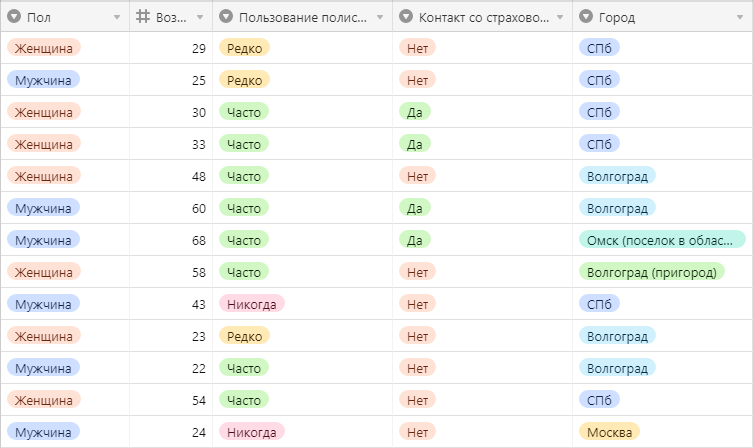 Пол Воз... Пользование полис... Контакт со страхово... Город
Женщина 29 Редко Нет СПб
Мужчина 25 Редко Нет СПб
Женщина 30 Часто Да СПб
Женщина 33 Часто Да СПб
Женщина 48 Часто Нет Волгоград
Мужчина 60 Часто Да Волгоград
Мужчина 68 Часто Да Омск (поселок в облас...
Женщина 58 Часто Нет Волгоград (пригород)
Мужчина 43 Никогда Нет СПб
Женщина 23 Редко Нет Волгоград
Мужчина 22 Часто Нет Волгоград
Женщина 54 Часто Нет СПб
Мужчина 24 Никогда Нет Москва